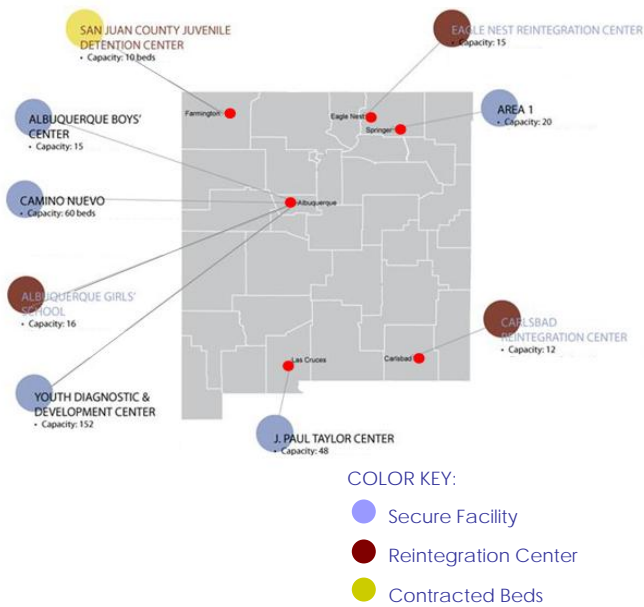 SAN JUAN COUNTY JUVENILE
DETENTION CENTER
• Capacity: 10 beds
EAGLE NEST REINTEGRATION CENTER
• Capacity: 15
ALBUQUERQUE BOYS'
CENTER
• Capacity: 15
AREA 1
• Capacity: 20
Farmington
Eagle Nest
Springer
CAMINO NUEVO
• Capacity: 60 beds
Albuquerque
ALBUQUERQUE GIRLS'
SCHOOL
• Capacity: 16
CARLSBAD
REINTEGRATION CENTER
• Capacity: 12
Las Cruces
Carlsbad
YOUTH DIAGNOSTIC &
DEVELOPMENT CENTER
• Capacity: 152
J. PAUL TAYLOR CENTER
• Capacity: 48
COLOR KEY:
Secure Facility
Reintegration Center
Contracted Beds